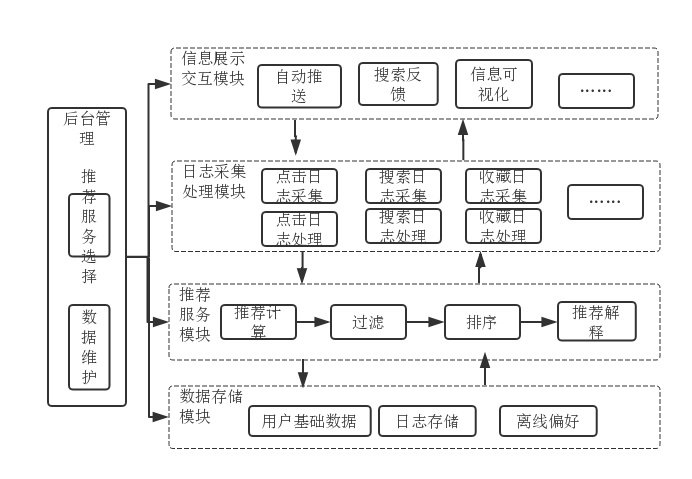 信息展示
交互模块
自动推
送
搜索反
馈
信息可
视化
……
后台管
理
推
荐
服
务
选
择
数
据
维
护
日志采集
处理模块
点击日
志采集
搜索日
志采集
收藏日
志采集
……
点击日
志处理
搜索日
志处理
收藏日
志处理
推荐
服务
模块
推荐计
算
过滤
排序
推荐解
释
数据存储
模块
用户基础数据
日志存储
离线偏好